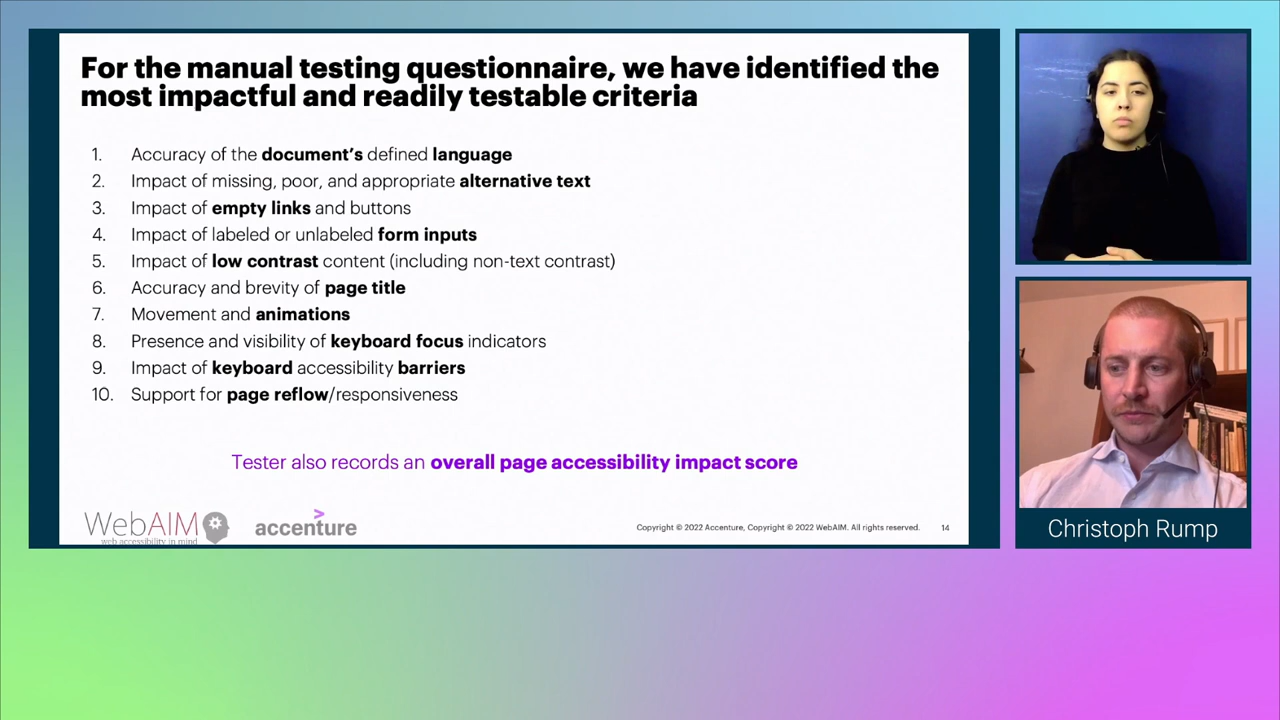 For the manual testing questionnaire, we have identified the
most impactful and readily testable criteria
1. Accuracy of the document's defined language
2. Impact of missing, poor, and appropriate alternative text
3. Impact of empty links and buttons
4. Impact of labeled or unlabeled form inputs
5. Impact of low contrast content (including non-text contrast)
6. Accuracy and brevity of page title
7. Movement and animations
8. Presence and visibility of keyboard focus indicators
9. Impact of keyboard accessibility barriers
10. Support for page reflow/responsiveness
Tester also records an overall page accessibility impact score
WebAIM
web accessibility in mind
>
accenture
Copyright © 2022 Accenture, Copyright © 2022 WebAIM. All rights reserved. 14
Christoph Rump